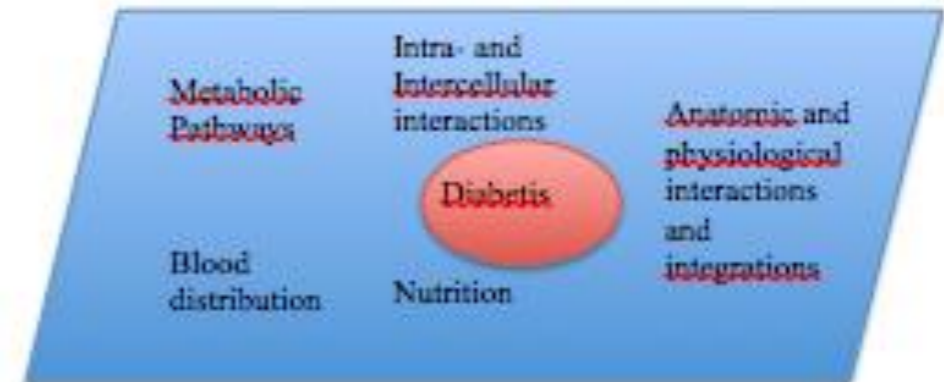 Metabolic
Pathways
Intra- and
Intercellular
interactions
Anatomic and
physiological
interactions
and
integrations
Diabetis
Blood
distribution
Nutrition